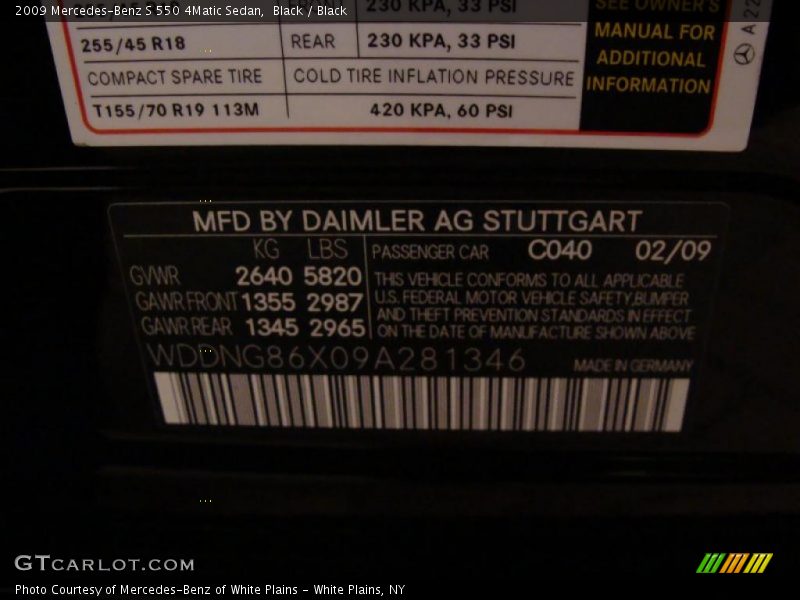 2009 Mercedes-Benz S 550 4Matic Sedan,  Black / Black
230 KPA, 33 PSI
SEE OWNER'S
255/45 R18 REAR 230 KPA, 33 PSI
MANUAL FOR
ADDITIONAL
INFORMATION
A 22
COMPACT SPARE TIRE COLD TIRE INFLATION PRESSURE
T155/70 R19 113M 420 KPA, 60 PSI
MFD BY DAIMLER AG STUTTGART
KG LBS PASSENGER CAR C040 02/09
GVWR 2640 5820 THIS VEHICLE CONFORMS TO ALL APPLICABLE
GAWR FRONT 1355 2987 U.S. FEDERAL MOTOR VEHICLE SAFETY,BUMPER
AND THEFT PREVENTION STANDARDS IN EFFECT
GAWR REAR 1345 2965 ON THE DATE OF MANUFACTURE SHOWN ABOVE
WDDNG86X09A281346 MADE IN GERMANY
GTCARLOT.COM
Photo Courtesy of Mercedes-Benz of White Plains - White Plains, NY